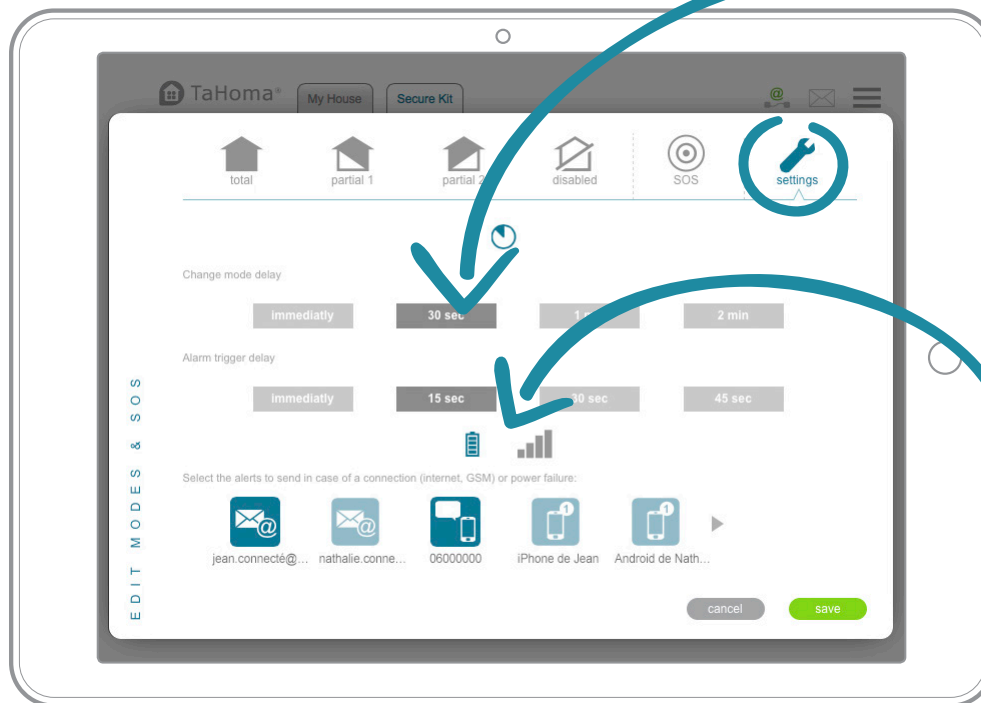 TaHoma®
My House
Secure Kit
@
total
partial 1
partial 2
disabled
SOS
settings
Change mode delay
immediatly
30 sec
2 min
Alarm trigger delay
immediatly
15 sec
sec
45 sec
Select the alerts to send in case of a connection (internet, GSM) or power failure:
@
@
1
1
jean.connecté@...
nathalie.conne...
06000000
iPhone de Jean
Android de Nath...
EDIT MODES & SOS
cancel
save